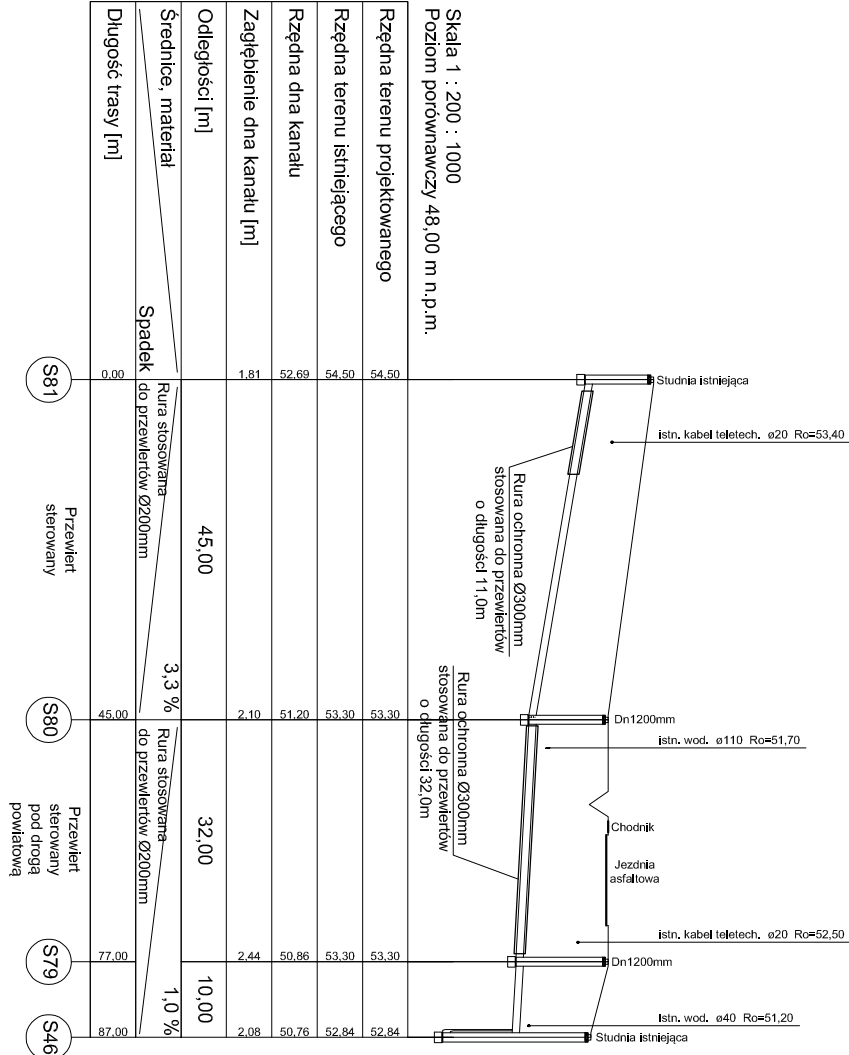 Skala 1 : 200 : 1000
Poziom porównawczy 48,00 m n.p.m.
Studnia istniejąca
istn. kabel teletech. ø20 Ro=53,40
Rura ochronna Ø300mm
stosowana do przewiertów
o długości 11,0m
Dn1200mm
istn. wod. ø110 Ro=51,70
Rura ochronna Ø300mm
stosowana do przewiertów
o długości 32,0m
Chodnik
Jezdnia
asfaltowa
istn. kabel teletech. ø20 Ro=52,50
Dn1200mm
Istn. wod. ø40 Ro=51,20
Studnia istniejąca
Rzędna terenu projektowanego 54,50 53,30 53,30 52,84
Rzędna terenu istniejącego 54,50 53,30 53,30 52,84
Rzędna dna kanału 52,69 51,20 50,86 50,76
Zagłębienie dna kanału [m] 1,81 2,10 2,44 2,08
Odległości [m] 45,00 32,00 10,00
Średnice, materiał
Spadek
Rura stosowana
do przewiertów Ø200mm
3,3 %
Rura stosowana
do przewiertów Ø200mm
1,0 %
Długość trasy [m] 0,00 45,00 77,00 87,00
S81
Przewiert
sterowany
S80
Przewiert
sterowany
pod drogą
powiatową
S79
S46